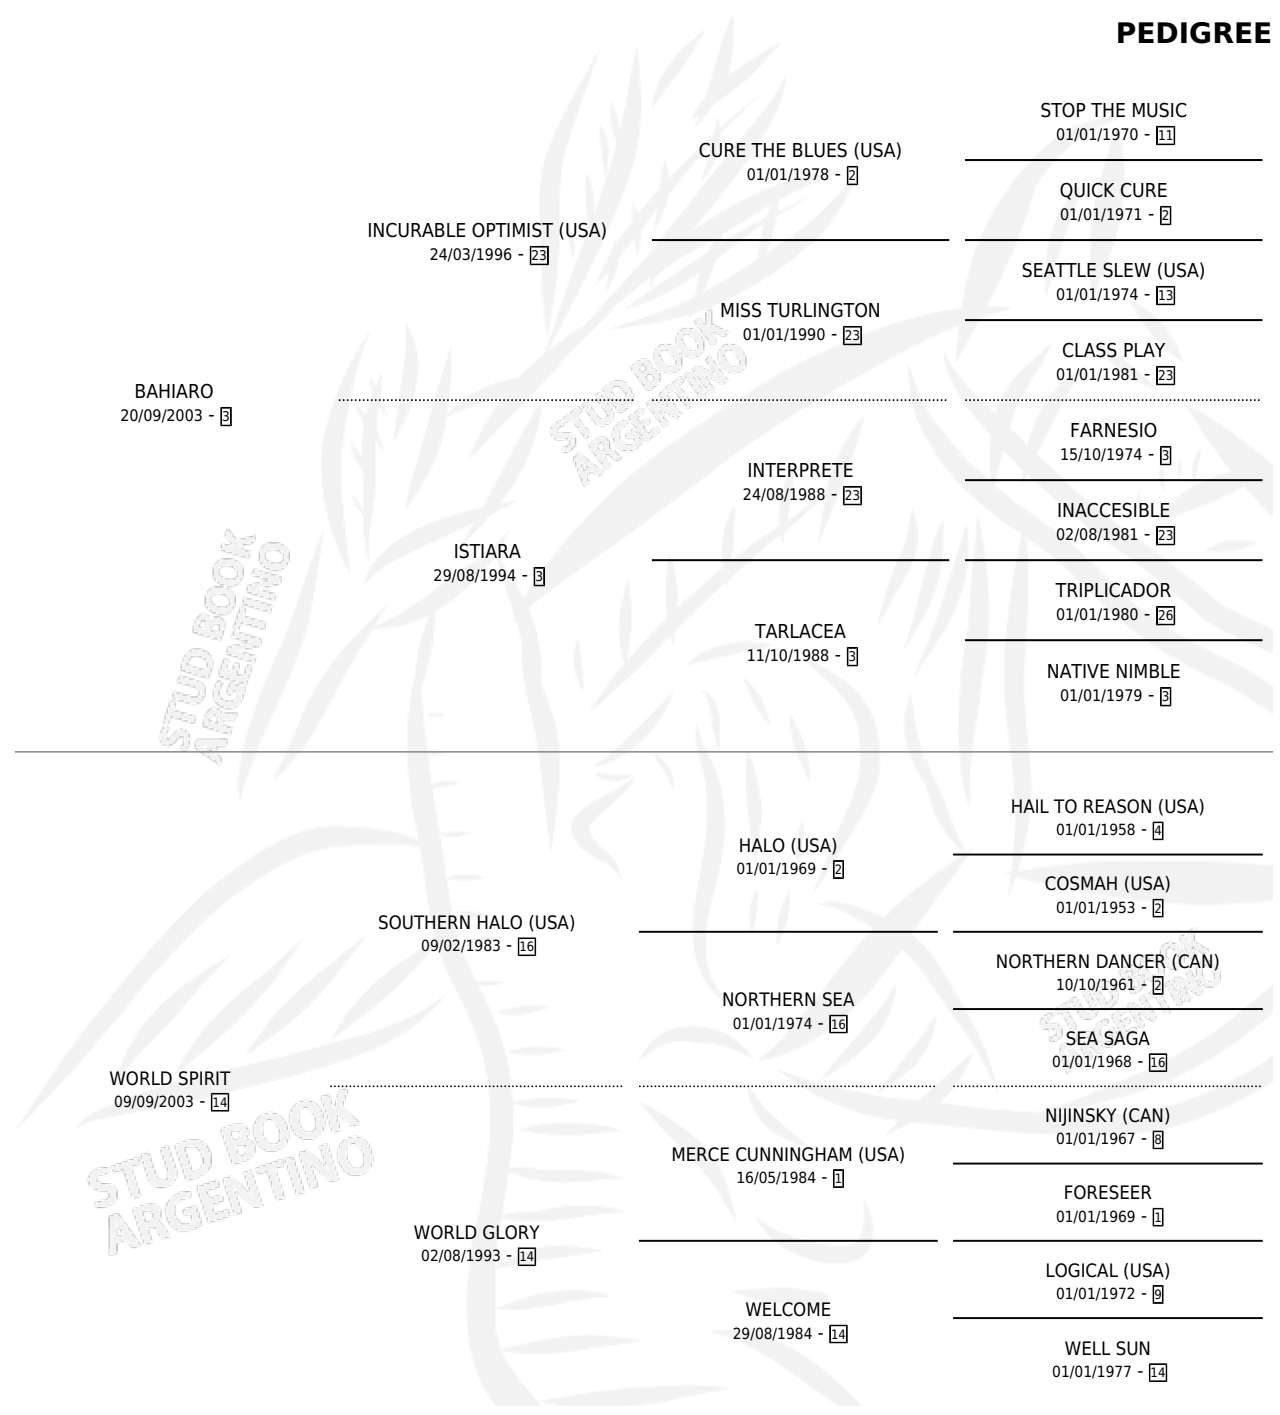 PEDIGREE
STOP THE MUSIC
01/01/1970 - 11
CURE THE BLUES (USA)
01/01/1978 - 2
QUICK CURE
01/01/1971 - 2
INCURABLE OPTIMIST (USA)
24/03/1996 - 23
SEATTLE SLEW (USA)
01/01/1974 - 13
MISS TURLINGTON
01/01/1990 - 23
CLASS PLAY
01/01/1981 - 23
BAHIARO
20/09/2003 - 3
STUD BOOK
ARGENTINO
FARNESIO
15/10/1974 - 3
INTERPRETE
24/08/1988 - 23
INACCESIBLE
02/08/1981 - 23
ISTIARA
29/08/1994 - 3
TRIPLICADOR
01/01/1980 - 26
TARLACEA
11/10/1988 - 3
NATIVE NIMBLE
01/01/1979 - 3
STUD BOOK
ARGENTINO
HAIL TO REASON (USA)
01/01/1958 - 4
HALO (USA)
01/01/1969 - 2
COSMAH (USA)
01/01/1953 - 2
SOUTHERN HALO (USA)
09/02/1983 - 16
NORTHERN DANCER (CAN)
10/10/1961 - 2
NORTHERN SEA
01/01/1974 - 16
STUD BOOK
ARGENTINO
SEA SAGA
01/01/1968 - 16
WORLD SPIRIT
09/09/2003 - 14
NIJINSKY (CAN)
01/01/1967 - 8
MERCE CUNNINGHAM (USA)
16/05/1984 - 1
STUD BOOK
ARGENTINO
FORESEER
01/01/1969 - 1
WORLD GLORY
02/08/1993 - 14
LOGICAL (USA)
01/01/1972 - 9
WELCOME
29/08/1984 - 14
WELL SUN
01/01/1977 - 14